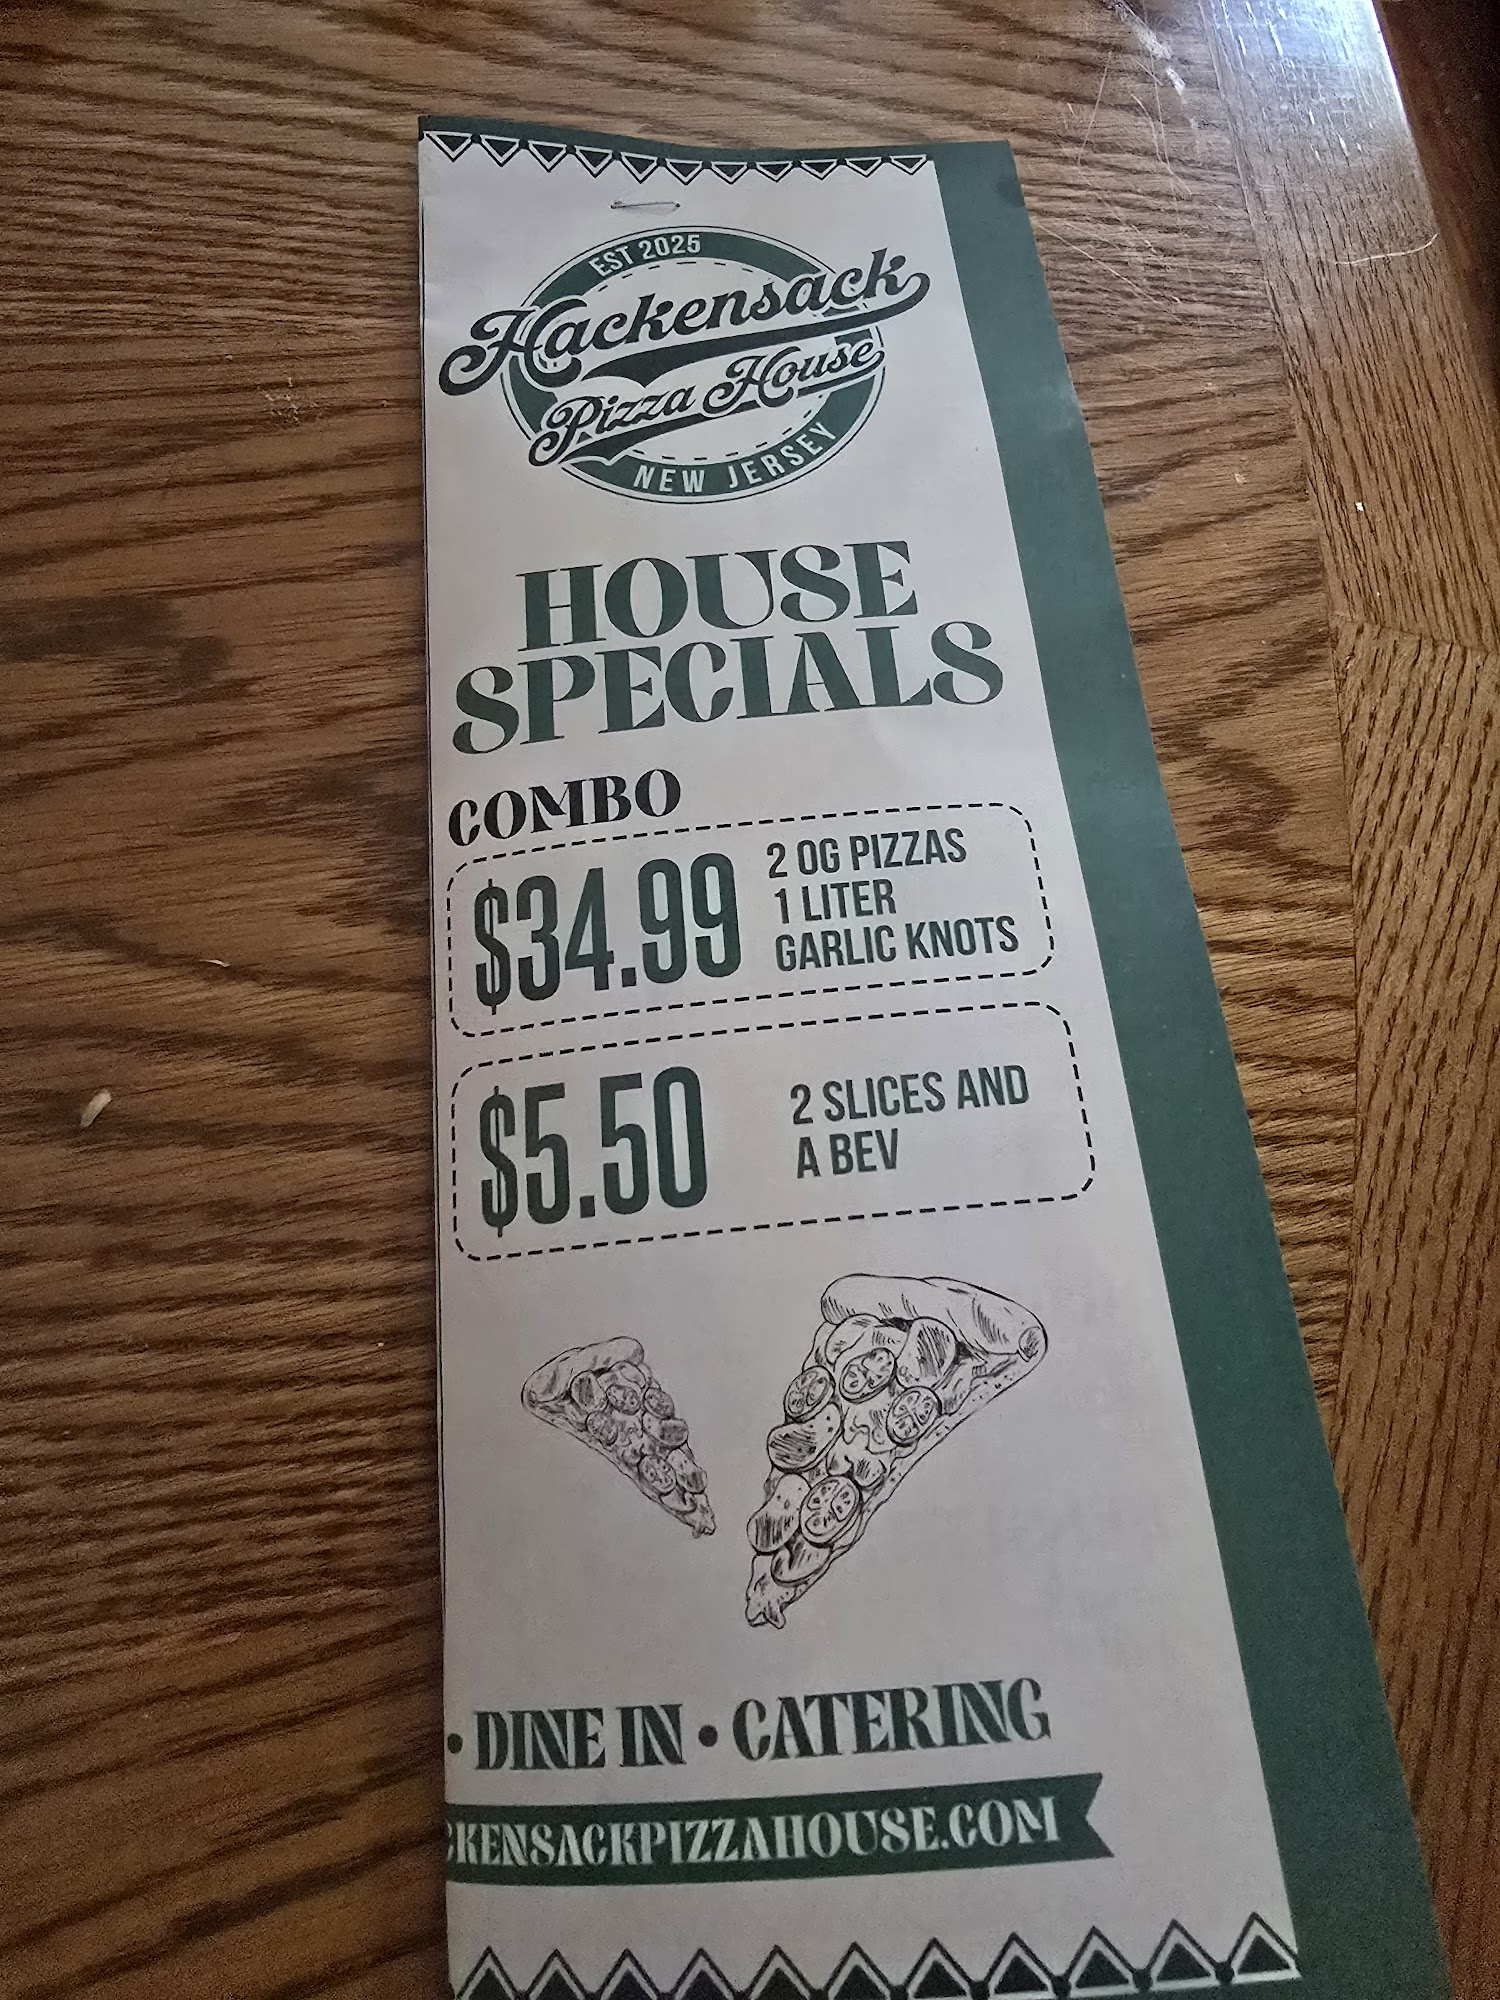 EST 2025
Hackensack
Pizza House
NEW JERSEY
HOUSE
SPECIALS
COMBO
$34.99
2 OG PIZZAS
1 LITER
GARLIC KNOTS
$5.50
2 SLICES AND
A BEV
• DINE IN • CATERING
CKENSACKPIZZAHOUSE.COM